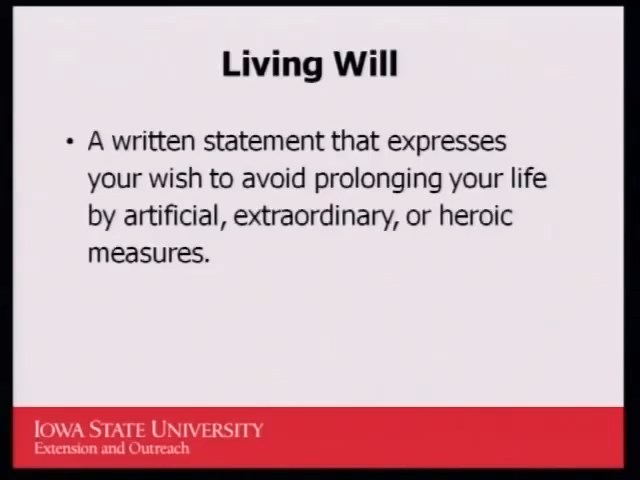 Living Will
• A written statement that expresses
your wish to avoid prolonging your life
by artificial, extraordinary, or heroic
measures.
IOWA STATE UNIVERSITY
Extension and Outreach